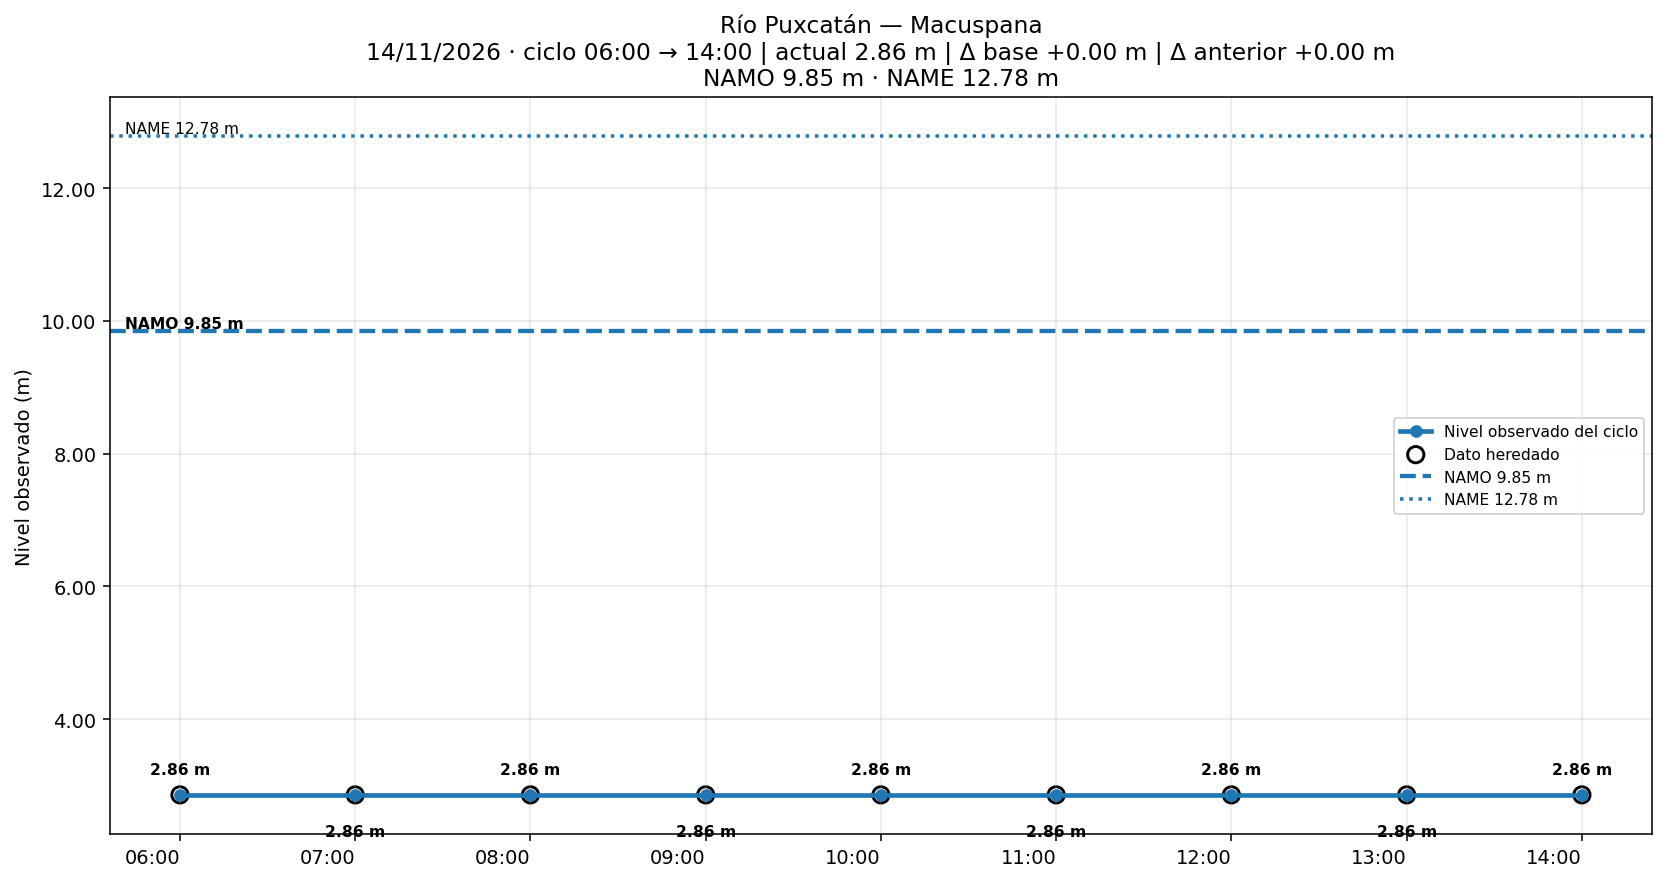 Río Puxcatán — Macuspana
14/11/2026 · ciclo 06:00 → 14:00 | actual 2.86 m | Δ base +0.00 m | Δ anterior +0.00 m
NAMO 9.85 m · NAME 12.78 m
NAME 12.78 m
12.00
NAMO 9.85 m
10.00
Nivel observado (m)
8.00
6.00
4.00
Nivel observado del ciclo
Dato heredado
NAMO 9.85 m
NAME 12.78 m
2.86 m 2.86 m 2.86 m 2.86 m 2.86 m
2.86 m 2.86 m 2.86 m 2.86 m
06:00 07:00 08:00 09:00 10:00 11:00 12:00 13:00 14:00